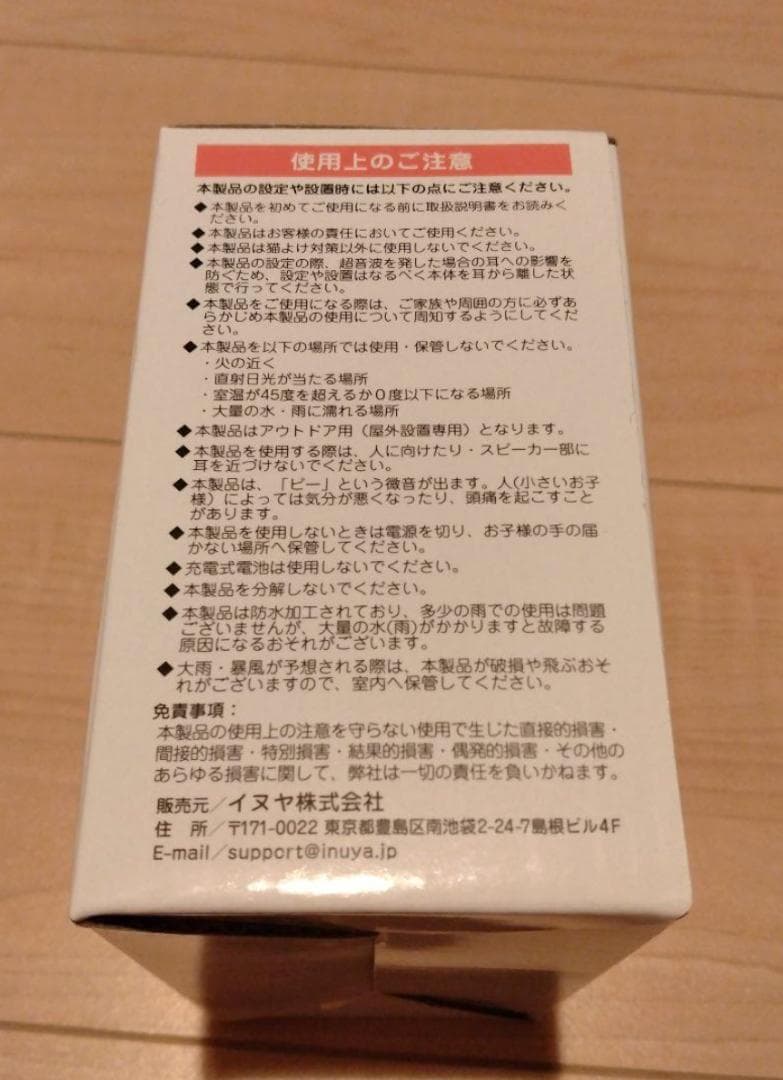 使用上のご注意
本製品の設定や設置時には以下の点にご注意ください。
◆本製品を初めてご使用になる前に取扱説明書をお読みく
ださい。
◆本製品はお客様の責任においてご使用ください。
◆本製品は猫よけ対策以外に使用しないでください。
◆本製品の設定の際、超音波を発した場合の耳への影響を
防ぐため、設定や設置はなるべく本体を耳から離した状
態で行ってください。
◆本製品をご使用になる際は、ご家族や周囲の方に必ずあ
らかじめ本製品の使用について周知するようにしてくだ
さい。
◆本製品を以下の場所では使用・保管しないでください。
・火の近く
・直射日光が当たる場所
・室温が45度を超えるか0度以下になる場所
・大量の水・雨に濡れる場所
◆本製品はアウトドア用（屋外設置専用）となります。
◆本製品を使用する際は、人に向けたり・スピーカー部に
耳を近づけないでください。
◆本製品は、「ピー」という微音が出ます。人(小さいお子
様）によっては気分が悪くなったり、頭痛を起こすこと
があります。
◆本製品を使用しないときは電源を切り、お子様の手の届
かない場所へ保管してください。
◆充電式電池は使用しないでください。
◆本製品を分解しないでください。
◆本製品は防水加工されており、多少の雨での使用は問題
ございませんが、大量の水(雨)がかかりますと故障する
原因になるおそれがございます。
◆大雨・暴風が予想される際は、本製品が破損や飛ぶおそ
れがございますので、室内へ保管してください。
免責事項：
本製品の使用上の注意を守らない使用で生じた直接的損害・
間接的損害・特別損害・結果的損害・偶発的損害・その他の
あらゆる損害に関して、弊社は一切の責任を負いかねます。
販売元／イヌヤ株式会社
住　所／〒171-0022 東京都豊島区南池袋2-24-7島根ビル4F
E-mail／support@inuya.jp